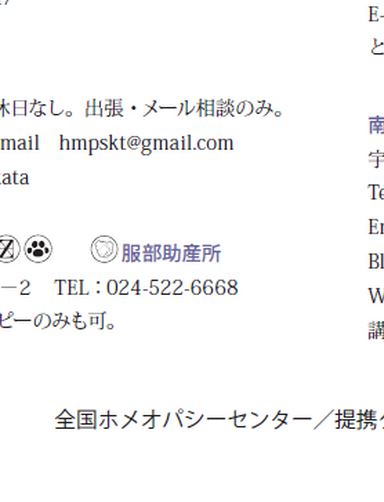 休日なし。出張・メール相談のみ。
mail hmpskt@gmail.com
ata
服部助産所
−2 TEL：024-522-6668
ピーのみも可。
E-
と
南
宇
Te
En
Bl
W
講
全国ホメオパシーセンター／提携